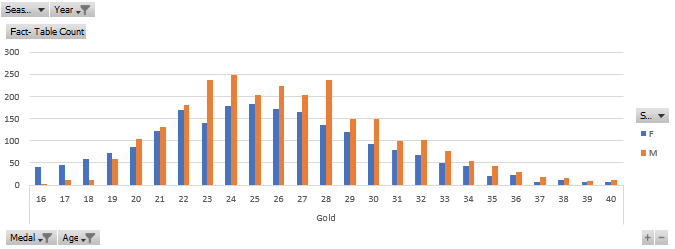 Seas... Year
Fact- Table Count
300
250
200
150
100
50
0
16 17 18 19 20 21 22 23 24 25 26 27 28 29 30 31 32 33 34 35 36 37 38 39 40
Gold
S...
F
M
Medal Age
+ −